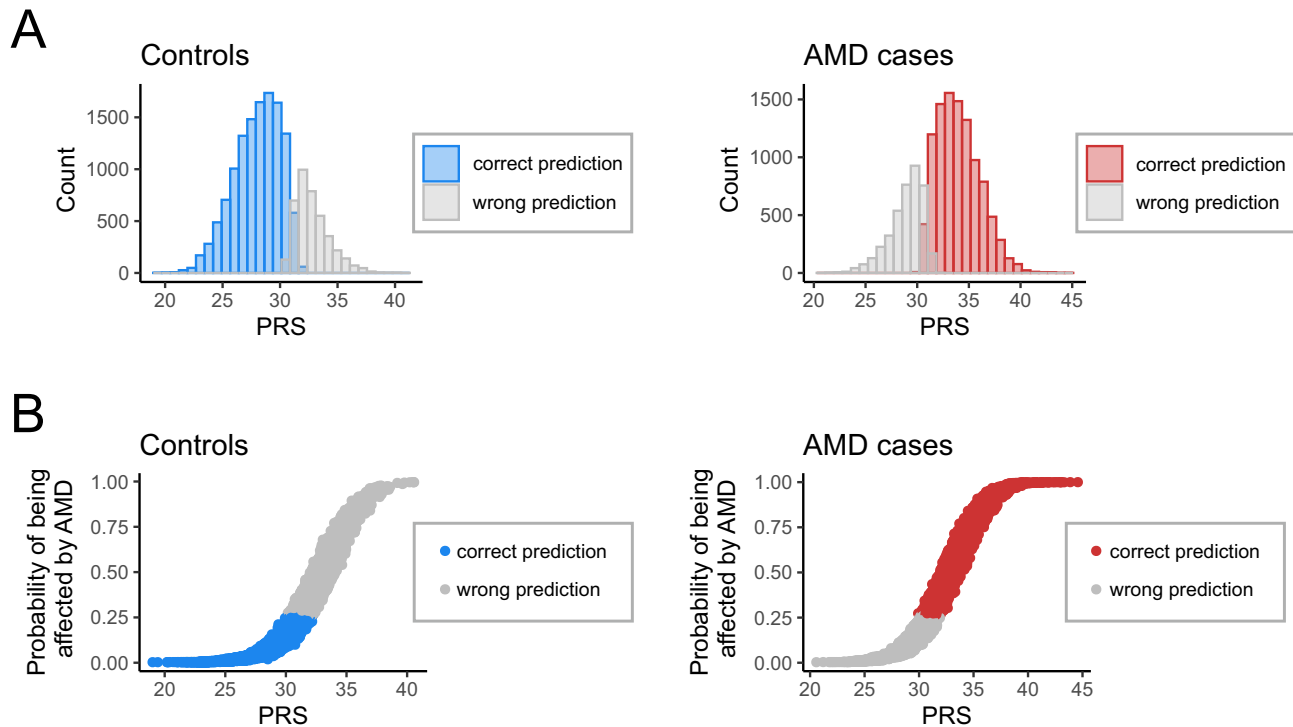 A
Controls
AMD cases
Count
1500
1000
500
0
20 25 30 35 40
PRS
correct prediction
wrong prediction
Count
1500
1000
500
0
20 25 30 35 40 45
PRS
correct prediction
wrong prediction
B
Controls
AMD cases
Probability of being
affected by AMD
1.00
0.75
0.50
0.25
0.00
20 25 30 35 40
PRS
correct prediction
wrong prediction
Probability of being
affected by AMD
1.00
0.75
0.50
0.25
0.00
20 25 30 35 40 45
PRS
correct prediction
wrong prediction